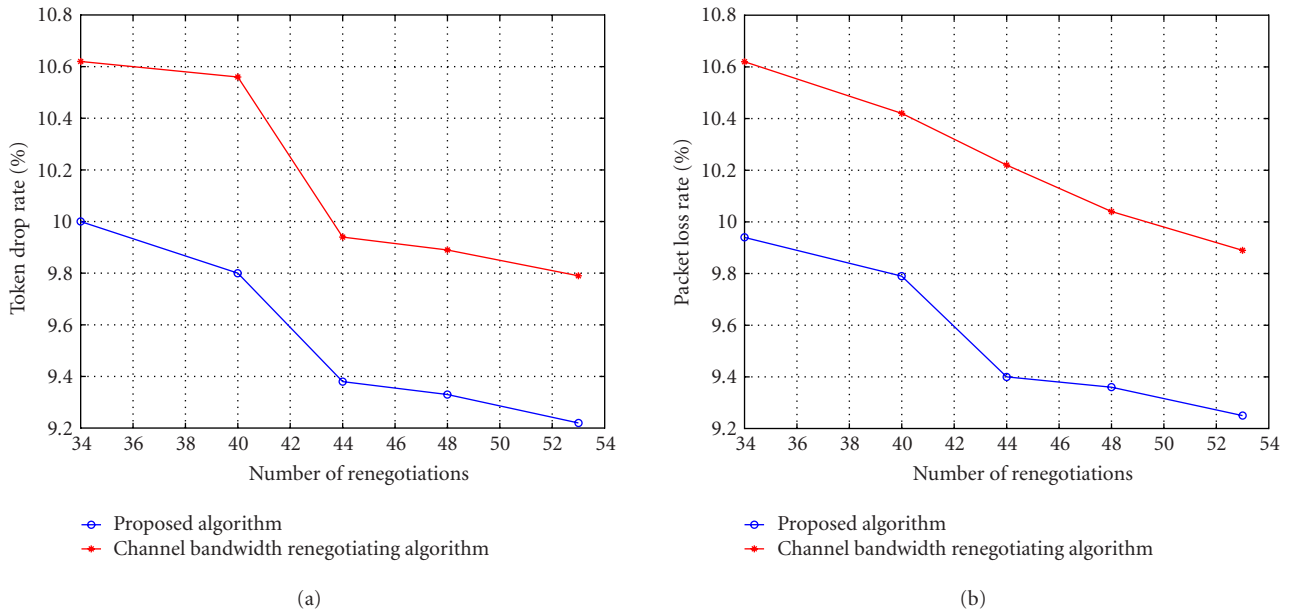 10.8
10.6
10.4
10.2
10
9.8
9.6
9.4
9.2
Token drop rate (%)
34 36 38 40 42 44 46 48 50 52 54
Number of renegotiations
Proposed algorithm
Channel bandwidth renegotiating algorithm
(a)
10.8
10.6
10.4
10.2
10
9.8
9.6
9.4
9.2
Packet loss rate (%)
34 36 38 40 42 44 46 48 50 52 54
Number of renegotiations
Proposed algorithm
Channel bandwidth renegotiating algorithm
(b)